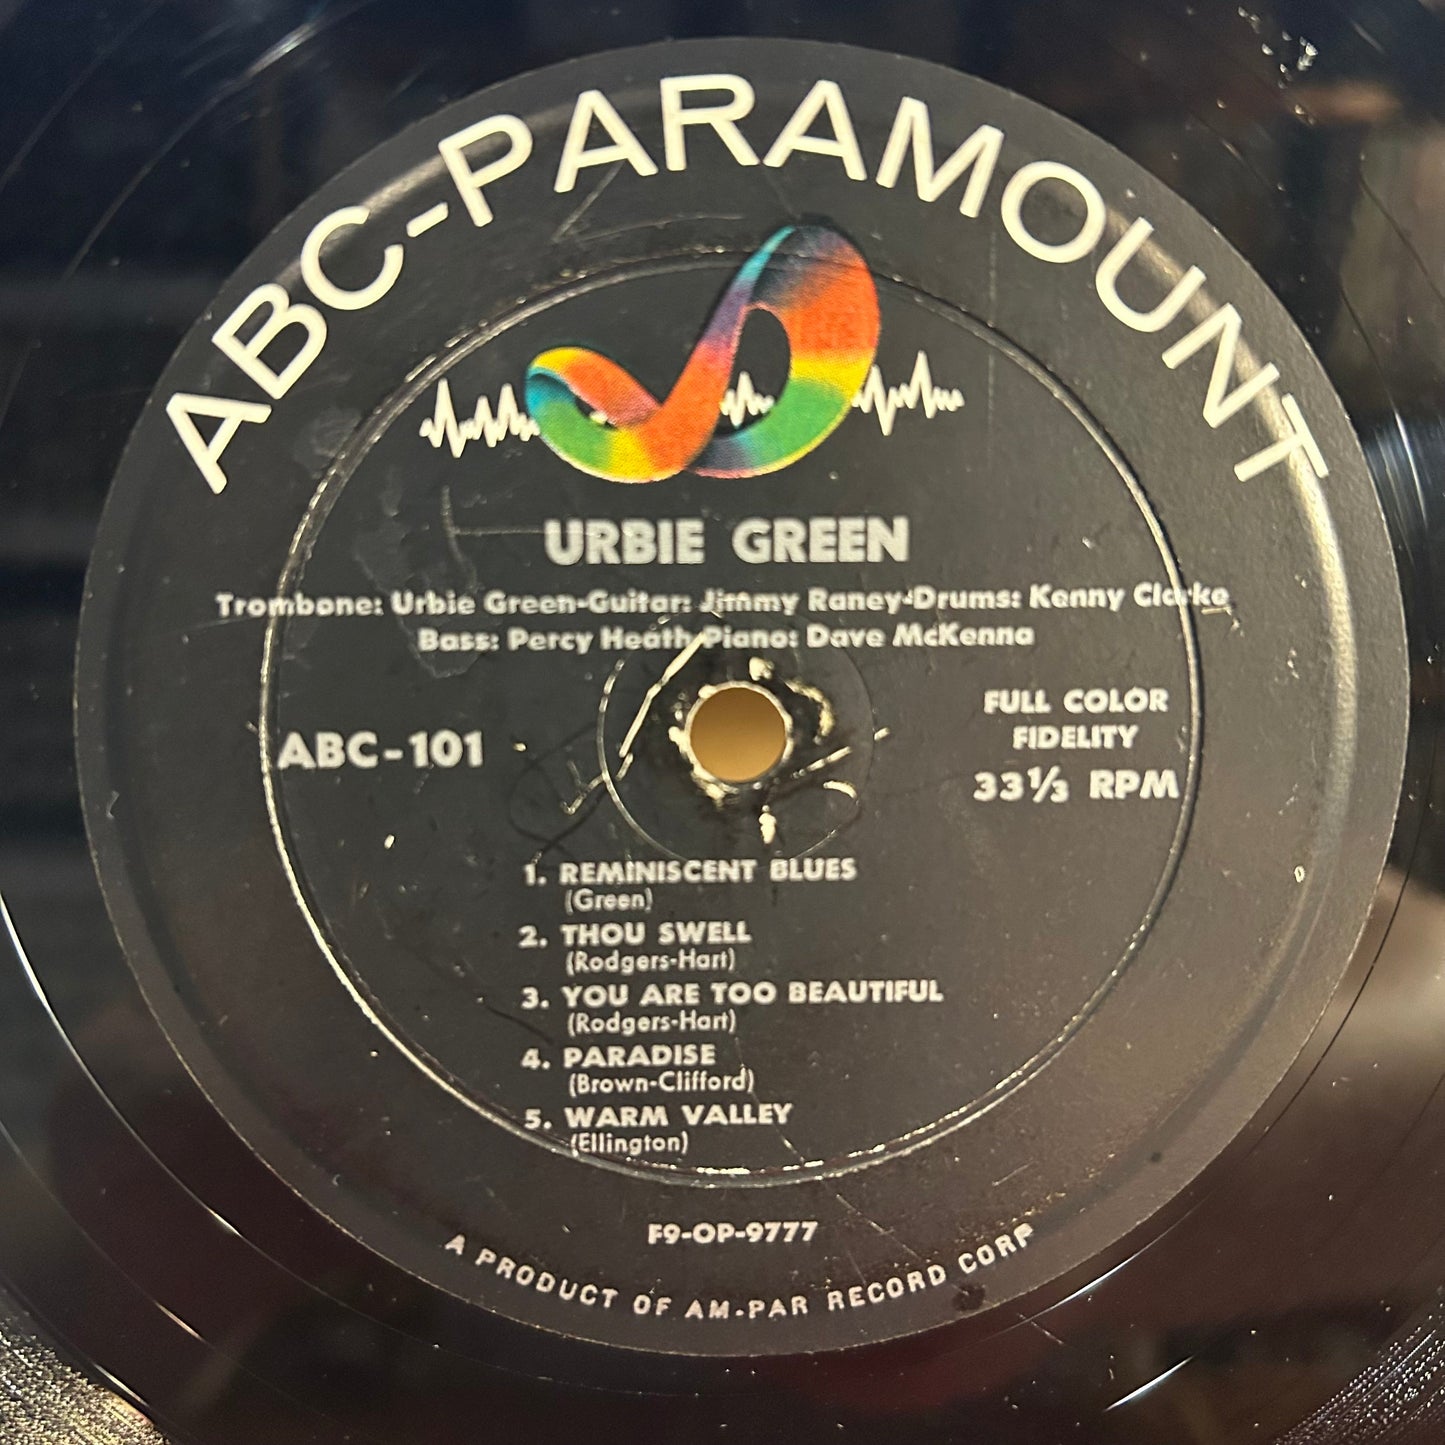 ABC-PARAMOUNT
URBIE GREEN
Trombone: Urbie Green-Guitar: Jimmy Raney-Drums: Kenny Clarke
Bass: Percy Heath-Piano: Dave McKenna
ABC-101
FULL COLOR
FIDELITY
33⅓ RPM
1. REMINISCENT BLUES
(Green)
2. THOU SWELL
(Rodgers-Hart)
3. YOU ARE TOO BEAUTIFUL
(Rodgers-Hart)
4. PARADISE
(Brown-Clifford)
5. WARM VALLEY
(Ellington)
F9-OP-9777
A PRODUCT OF AM-PAR RECORD CORP